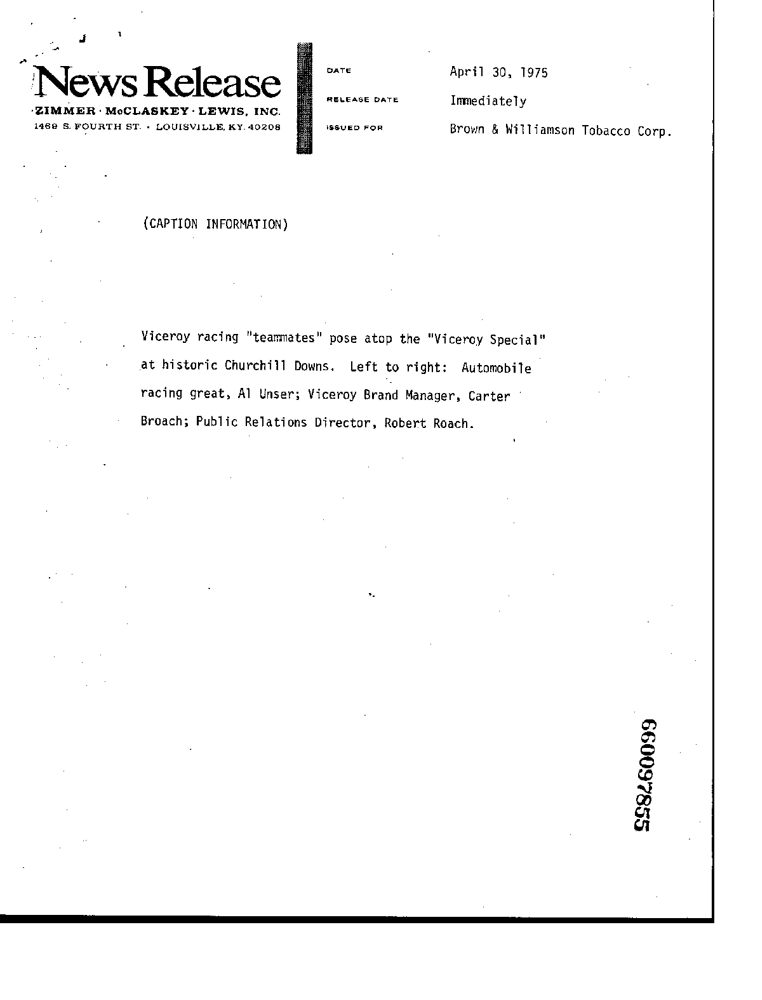 News Release
ZIMMER · McCLASKEY · LEWIS, INC.
1469 S. FOURTH ST. · LOUISVILLE, KY. 40208
DATE April 30, 1975
RELEASE DATE Immediately
ISSUED FOR Brown & Williamson Tobacco Corp.
(CAPTION INFORMATION)
Viceroy racing "teammates" pose atop the "Viceroy Special"
at historic Churchill Downs. Left to right: Automobile
racing great, Al Unser; Viceroy Brand Manager, Carter
Broach; Public Relations Director, Robert Roach.
660097855